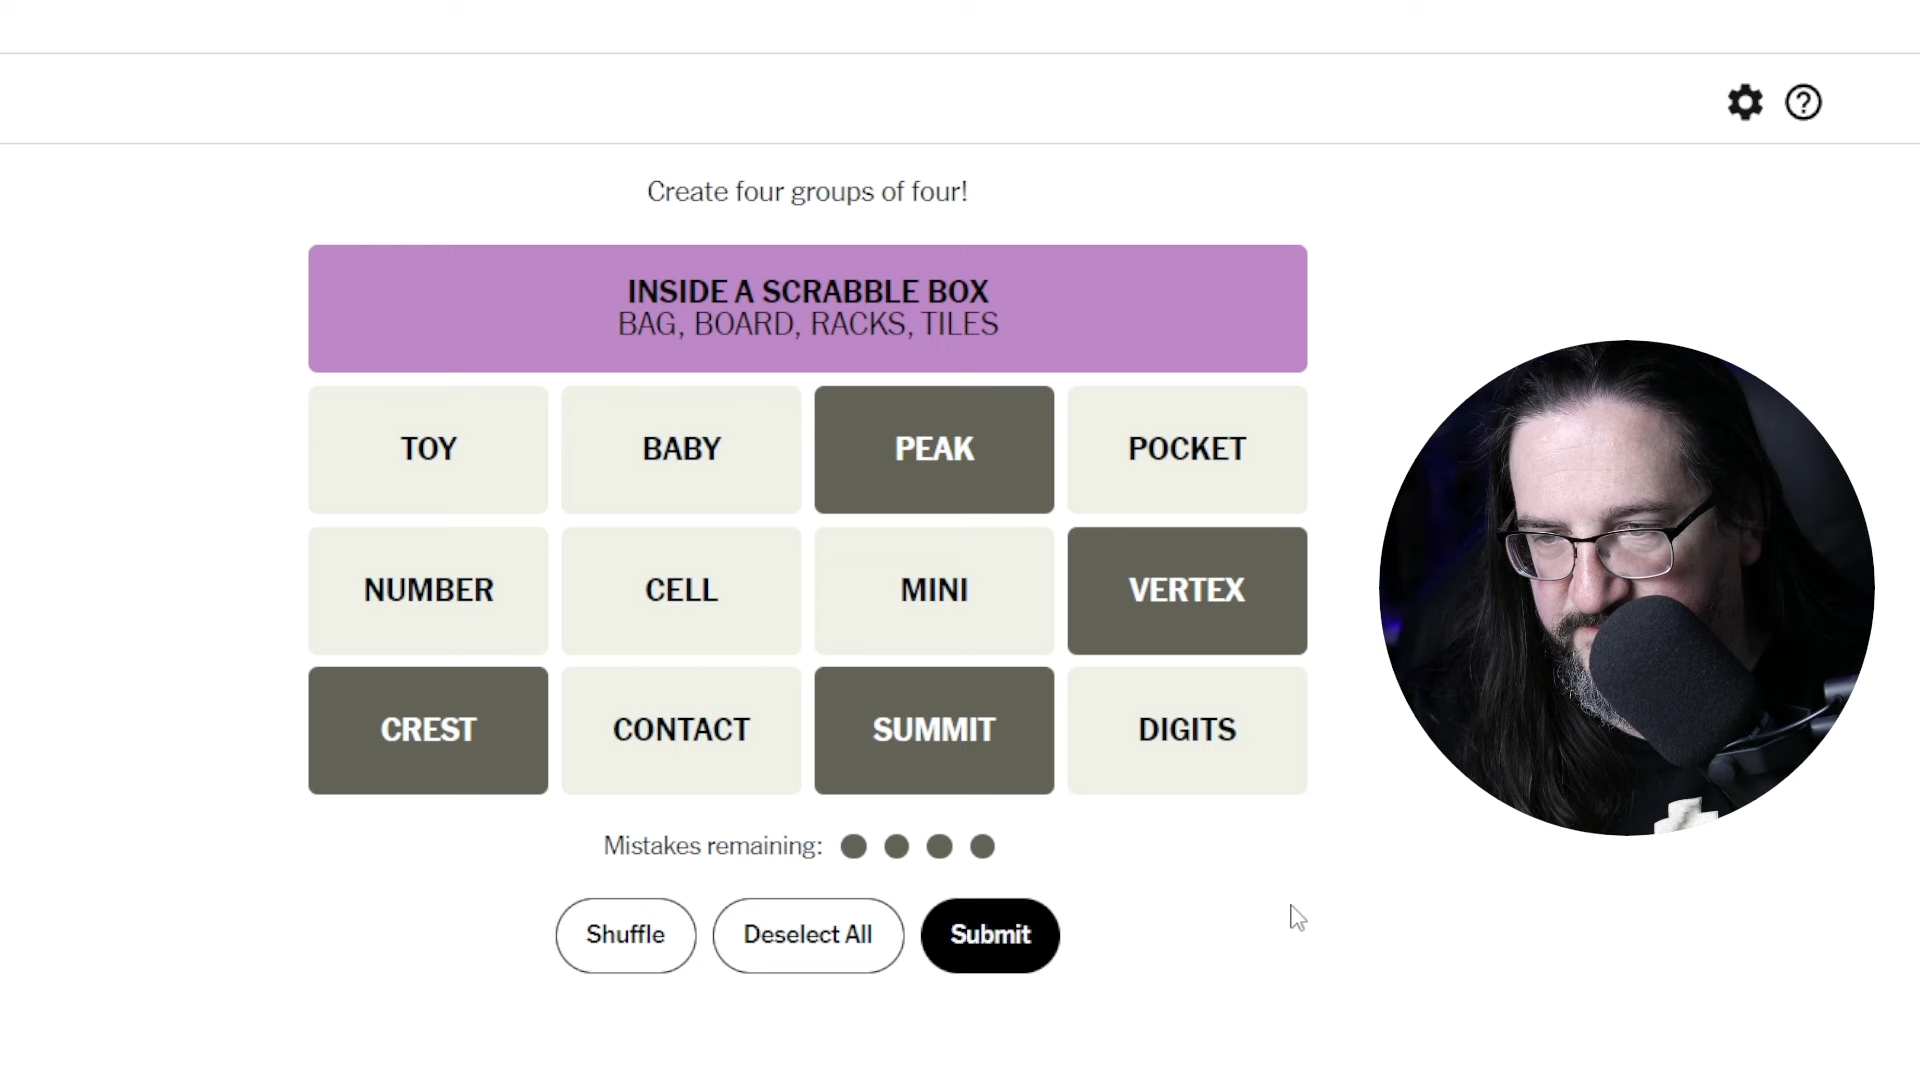 Create four groups of four!
INSIDE A SCRABBLE BOX
BAG, BOARD, RACKS, TILES
TOY BABY PEAK POCKET
NUMBER CELL MINI VERTEX
CREST CONTACT SUMMIT DIGITS
Mistakes remaining:
Shuffle Deselect All Submit